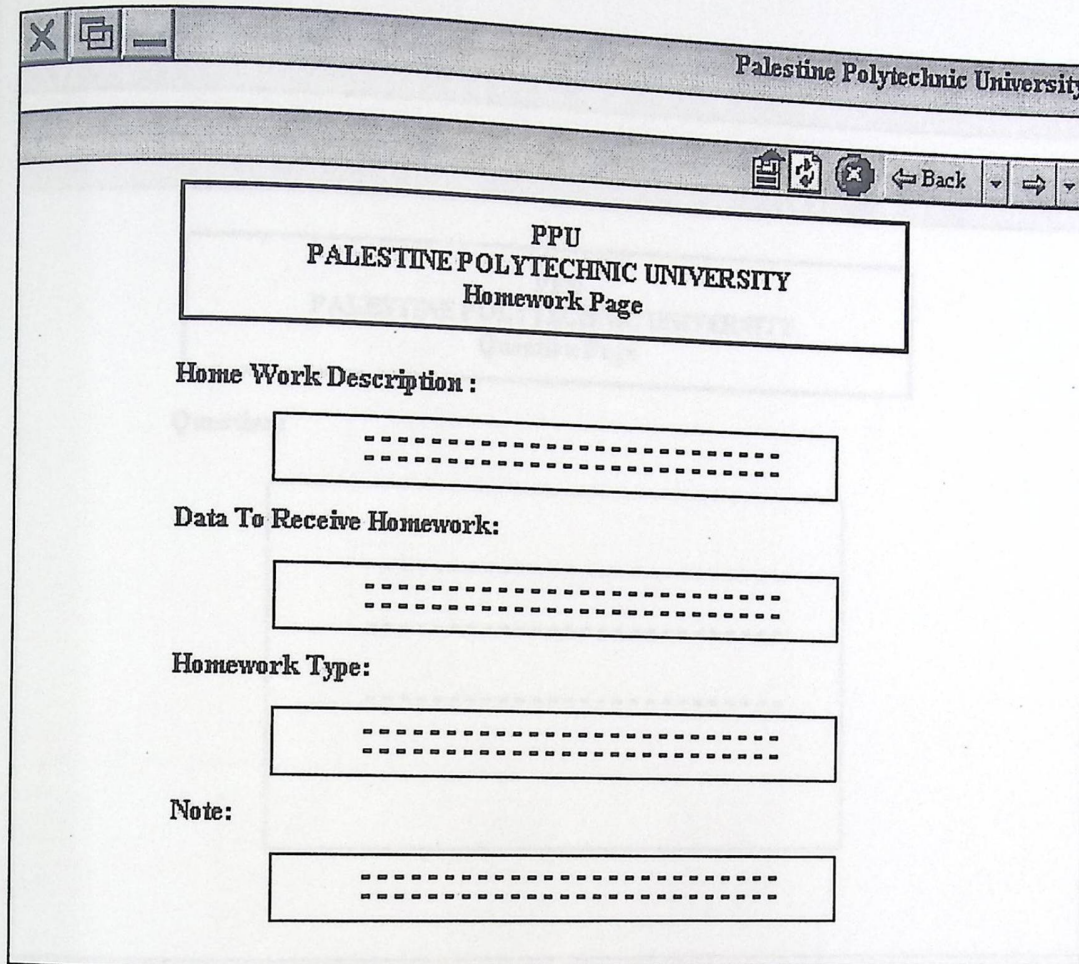 Palestine Polytechnic University
Back
PPU
PALESTINE POLYTECHNIC UNIVERSITY
Homework Page
Home Work Description :
Data To Receive Homework:
Homework Type:
Note: